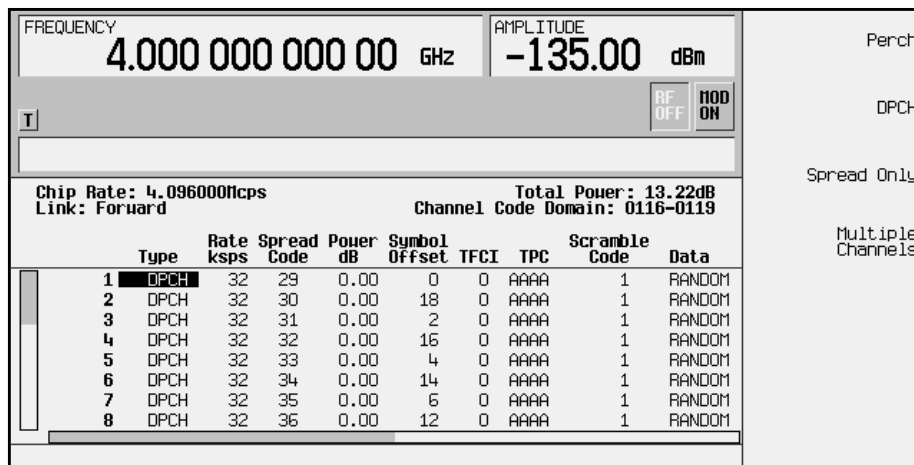 FREQUENCY
4.000 000 000 00 GHz
AMPLITUDE
-135.00 dBm
RF OFF
MOD ON
T
Perch
DPCH
Spread Only
Multiple Channels
Chip Rate: 4.096000Mcps
Total Power: 13.22dB
Link: Forward
Channel Code Domain: 0116-0119
Type Rate ksps Spread Code Power dB Symbol Offset TFCI TPC Scramble Code Data
1 DPCH 32 29 0.00 0 0 AAAA 1 RANDOM
2 DPCH 32 30 0.00 18 0 AAAA 1 RANDOM
3 DPCH 32 31 0.00 2 0 AAAA 1 RANDOM
4 DPCH 32 32 0.00 16 0 AAAA 1 RANDOM
5 DPCH 32 33 0.00 4 0 AAAA 1 RANDOM
6 DPCH 32 34 0.00 14 0 AAAA 1 RANDOM
7 DPCH 32 35 0.00 6 0 AAAA 1 RANDOM
8 DPCH 32 36 0.00 12 0 AAAA 1 RANDOM